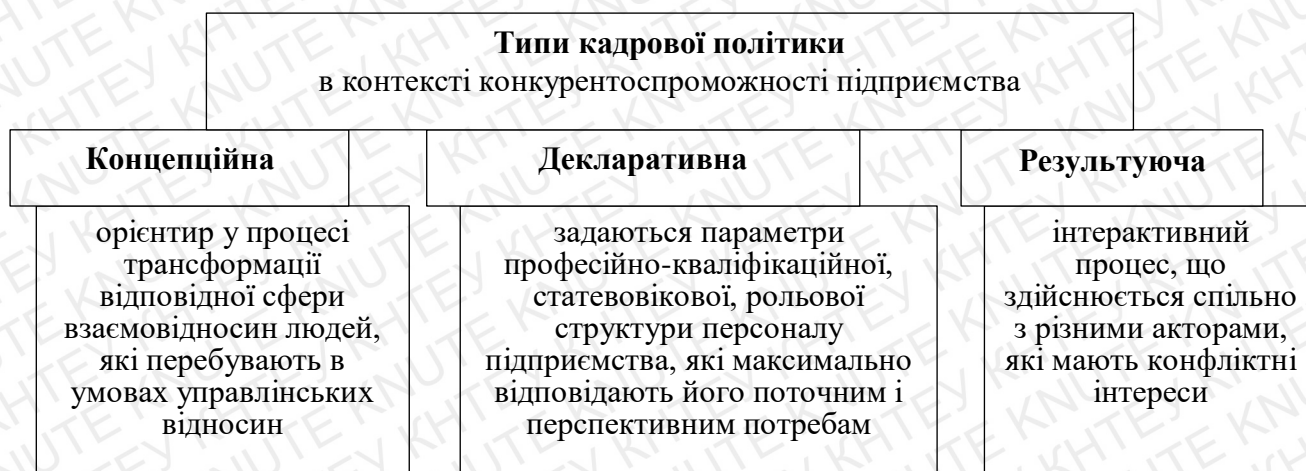 Типи кадрової політики
в контексті конкурентоспроможності підприємства
Концепційна
Декларативна
Результуюча
орієнтир у процесі
трансформації
відповідної сфери
взаємовідносин людей,
які перебувають в
умовах управлінських
відносин
задаються параметри
професійно-кваліфікаційної,
статевовікової, рольової
структури персоналу
підприємства, які максимально
відповідають його поточним і
перспективним потребам
інтерактивний
процес, що
здійснюється спільно
з різними акторами,
які мають конфліктні
інтереси